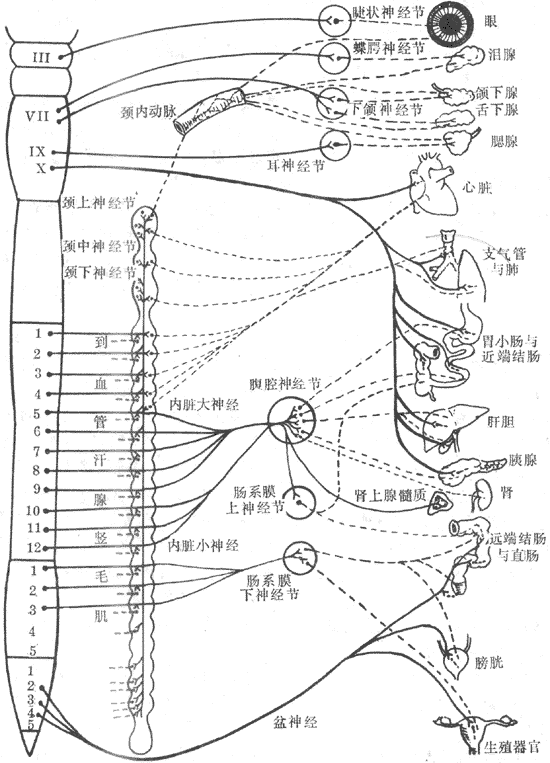 睫状神经节
眼
III
蝶腭神经节
泪腺
VII
颈内动脉
下颌神经节
颌下腺
舌下腺
IX
耳神经节
腮腺
X
心脏
颈上神经节
颈中神经节
颈下神经节
支气管
与肺
1
到
2
3
血
4
胃小肠与
近端结肠
腹腔神经节
内脏大神经
5
管
6
肝胆
7
汗
8
胰腺
9
肠系膜
上神经节
肾上腺髓质
肾
腺
10
11
竖
12
内脏小神经
远端结肠
与直肠
1
毛
肠系膜
下神经节
2
3
肌
4
5
膀胱
1
2
3
4
5
盆神经
生殖器官